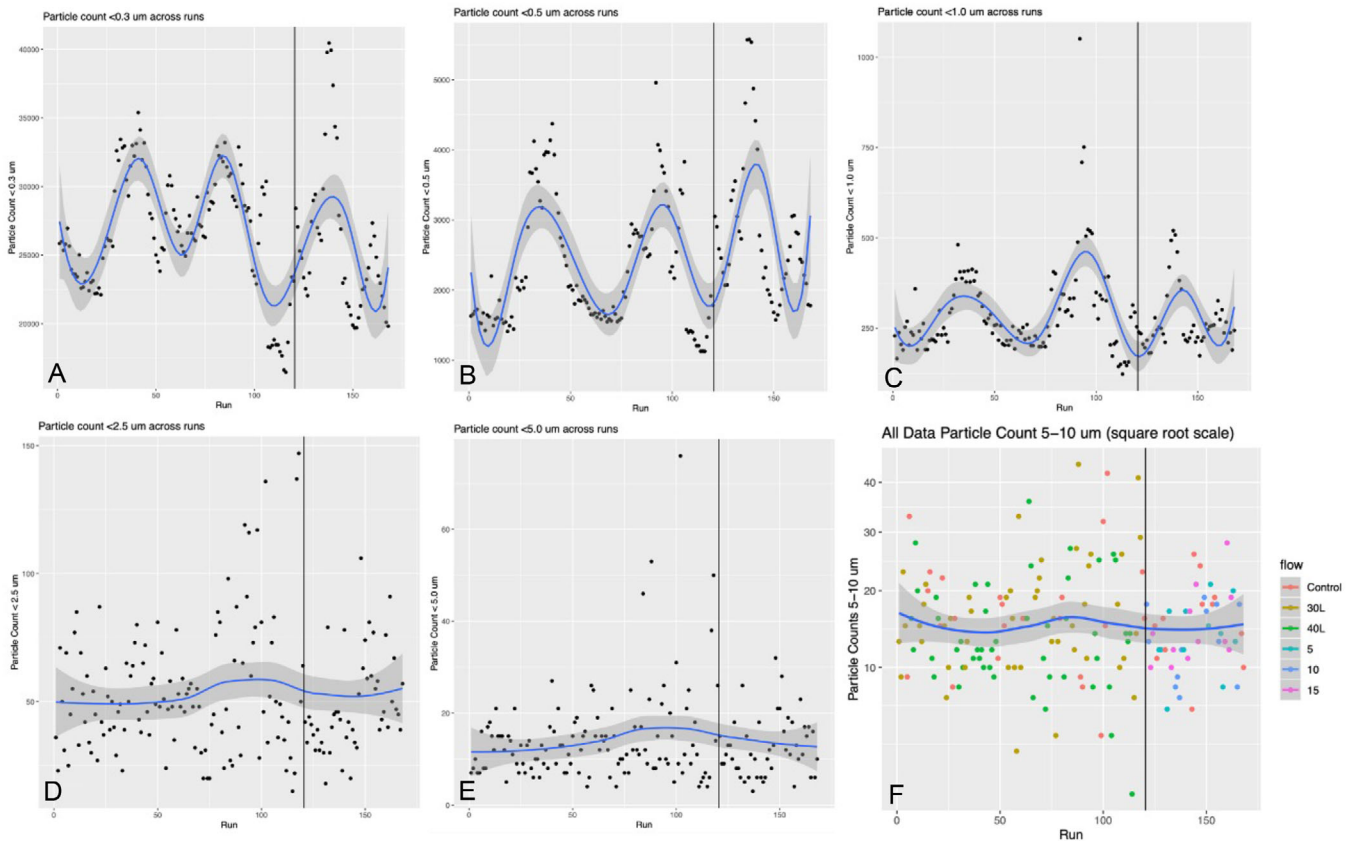 Particle count <0.3 um across runs
Particle Count < 0.3 um
40000
35000
30000
25000
20000
0
50
100
150
Run
A
Particle count <0.5 um across runs
Particle Count < 0.5 um
5000
4000
3000
2000
1000
0
50
100
150
Run
B
Particle count <1.0 um across runs
Particle Count < 1.0 um
1000
750
500
250
0
50
100
150
Run
C
Particle count <2.5 um across runs
Particle Count < 2.5 um
150
100
50
0
50
100
150
Run
D
Particle count <5.0 um across runs
Particle Count < 5.0 um
60
40
20
0
0
50
100
150
Run
E
All Data Particle Count 5−10 um (square root scale)
Particle Counts 5−10 um
40
30
20
10
0
50
100
150
Run
F
flow
Control
30L
40L
5
10
15